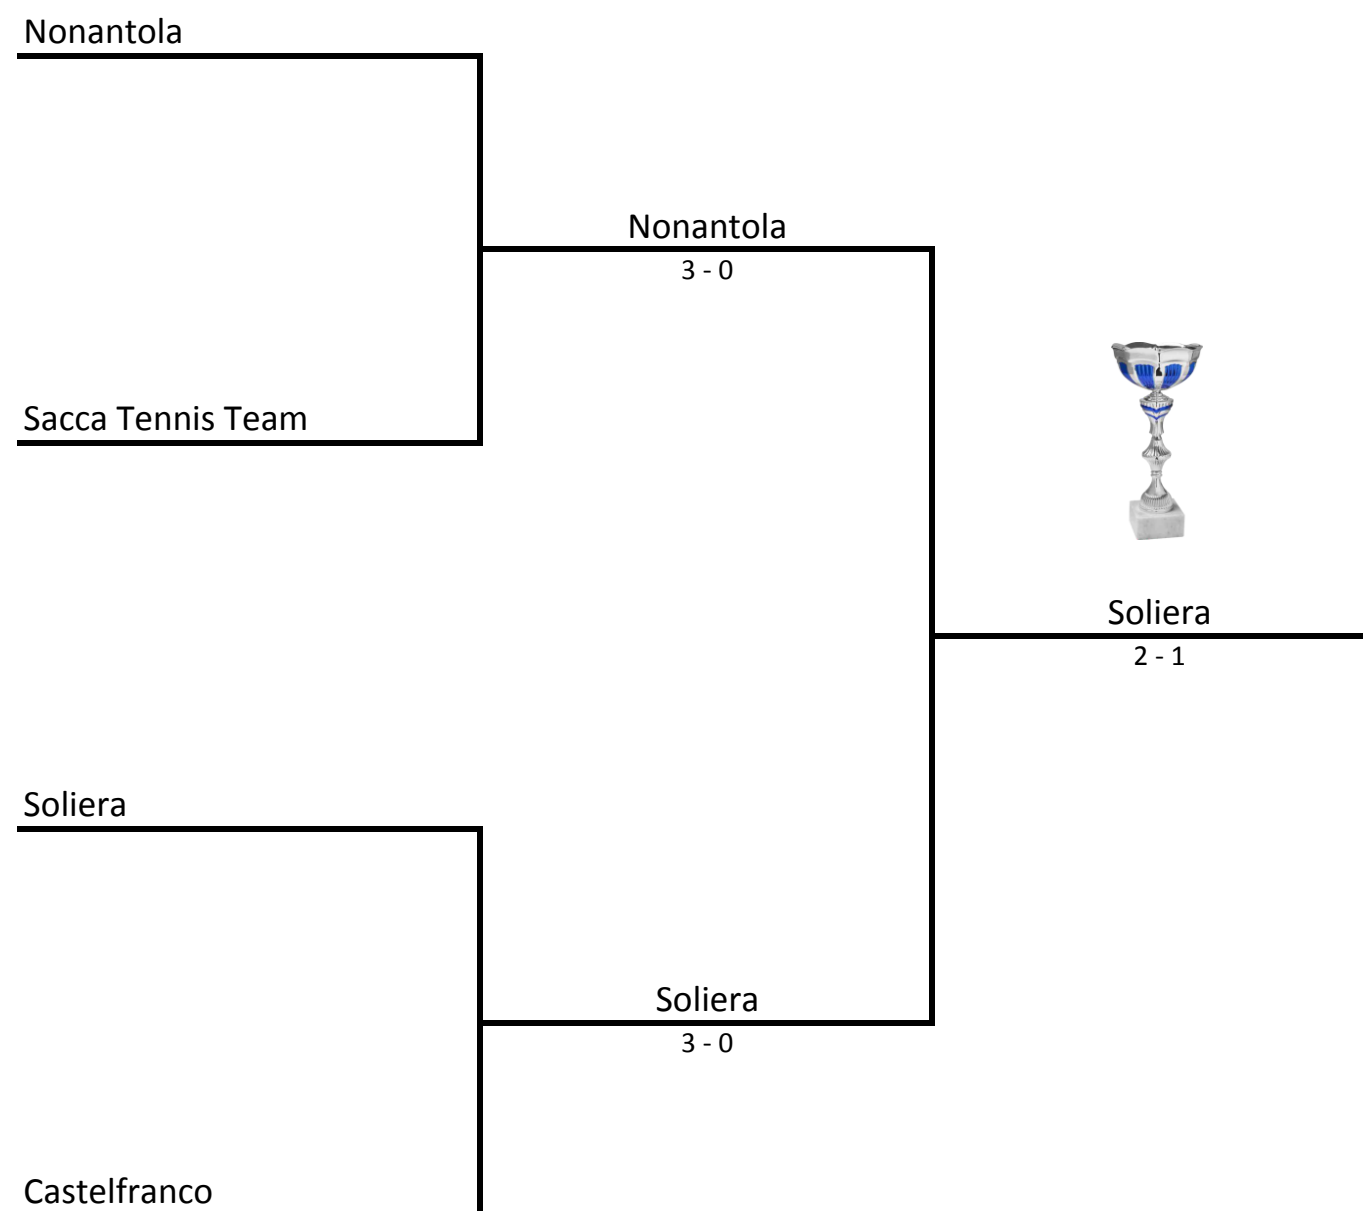 Nonantola
Nonantola
3 - 0
Sacca Tennis Team
Soliera
2 - 1
Soliera
Soliera
3 - 0
Castelfranco